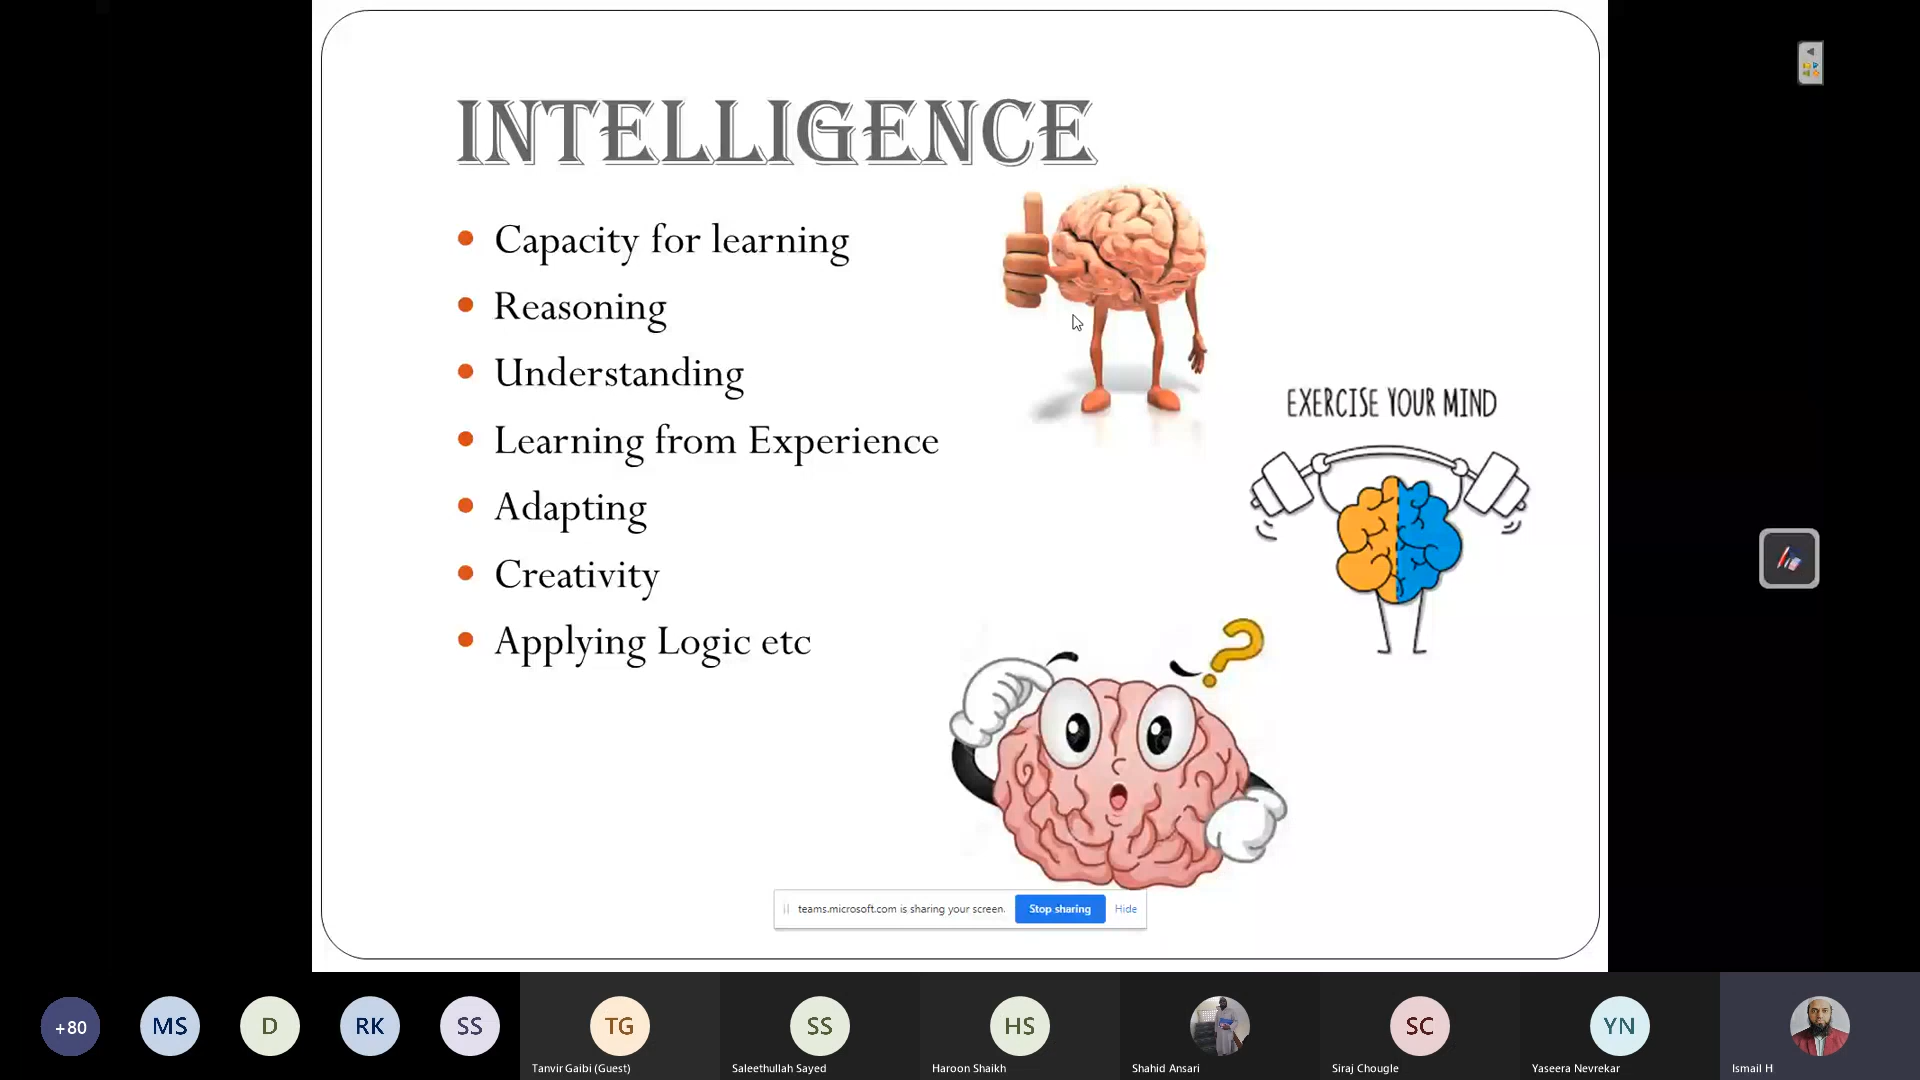 INTELLIGENCE
Capacity for learning
Reasoning
Understanding
Learning from Experience
Adapting
Creativity
Applying Logic etc
EXERCISE YOUR MIND
?
teams.microsoft.com is sharing your screen. Stop sharing Hide
+80 MS D RK SS TG SS HS SC YN
Tanvir Gaibi (Guest) Saleethullah Sayed Haroon Shaikh Shahid Ansari Siraj Chougle Yaseera Nevrekar Ismail H